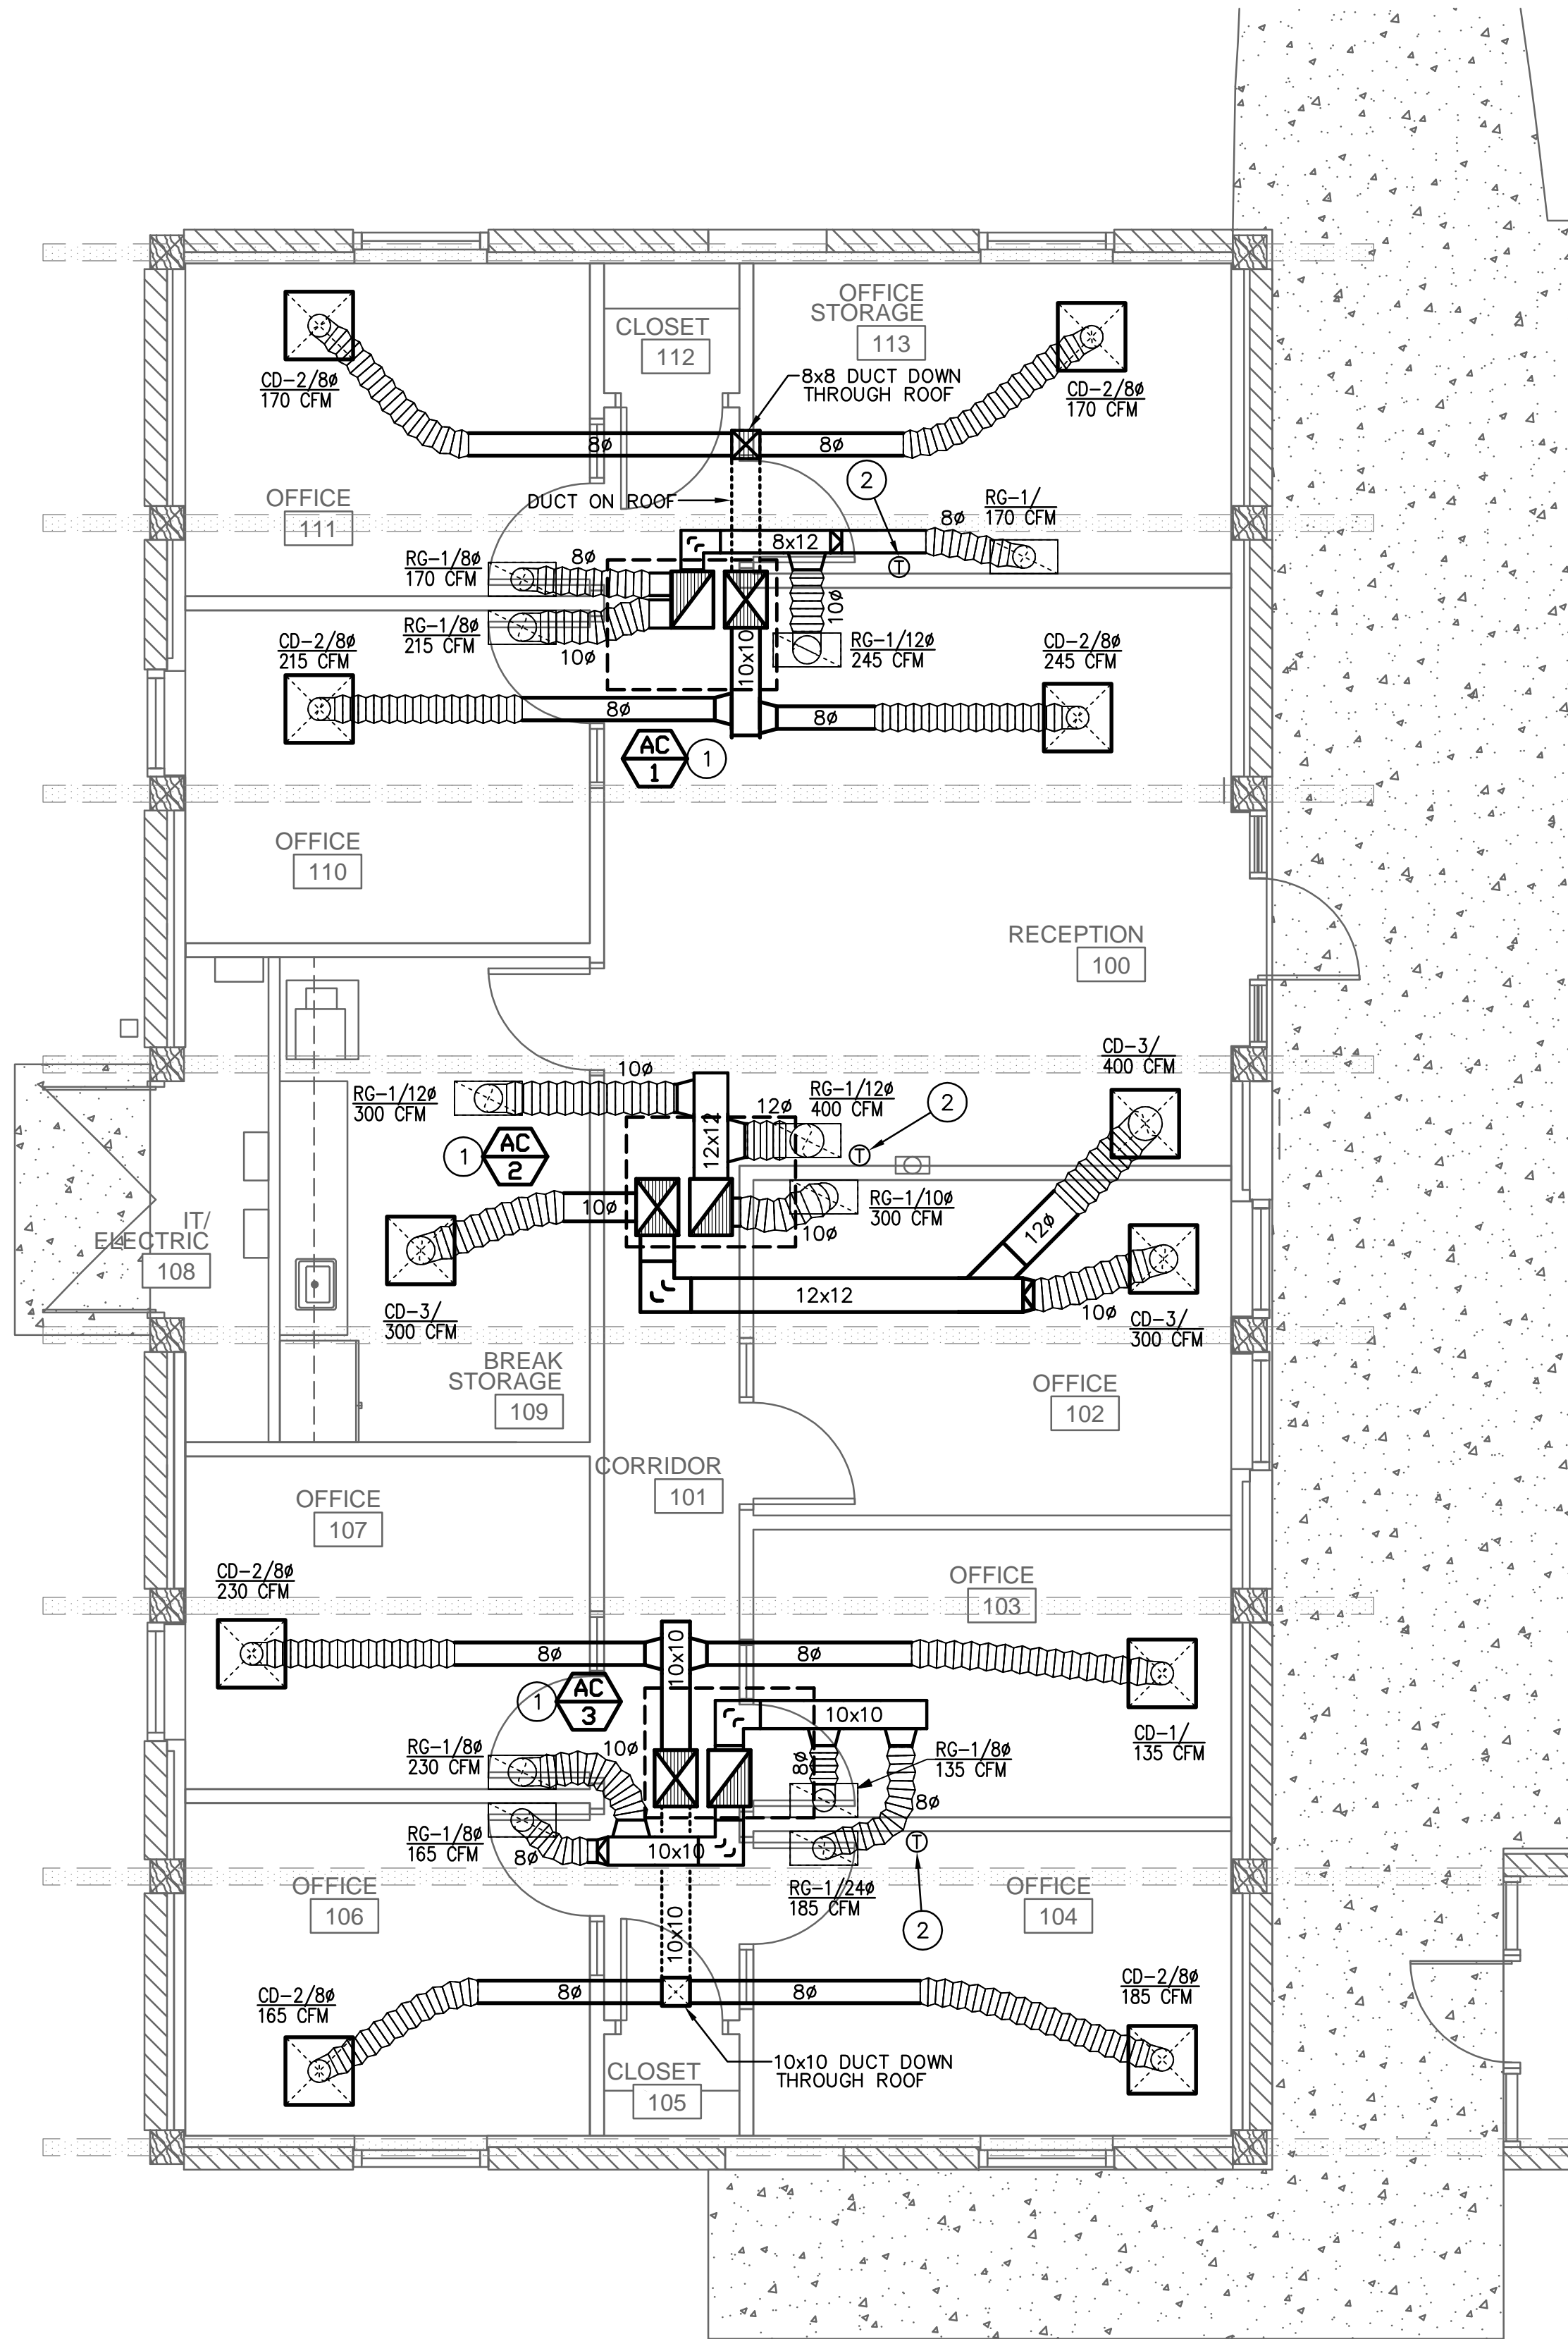 OFFICE
STORAGE
113
CLOSET
112
8x8 DUCT DOWN
THROUGH ROOF
CD-2/8ø
170 CFM
CD-2/8ø
170 CFM
8ø
8ø
2
OFFICE
111
DUCT ON ROOF
RG-1/
170 CFM
8ø
8x12
RG-1/8ø
170 CFM
8ø
RG-1/8ø
215 CFM
10ø
10ø
RG-1/12ø
245 CFM
10x10
CD-2/8ø
215 CFM
CD-2/8ø
245 CFM
8ø
8ø
T
AC
1
1
OFFICE
110
RECEPTION
100
CD-3/
400 CFM
10ø
RG-1/12ø
300 CFM
RG-1/12ø
400 CFM
2
12ø
12x12
T
1
AC
2
RG-1/10ø
300 CFM
10ø
10ø
12ø
IT/
ELECTRIC
108
12x12
10ø
CD-3/
300 CFM
CD-3/
300 CFM
BREAK
STORAGE
109
OFFICE
102
CORRIDOR
101
OFFICE
107
CD-2/8ø
230 CFM
OFFICE
103
8ø
10x10
8ø
1
AC
3
10x10
CD-1/
135 CFM
RG-1/8ø
230 CFM
10ø
8ø
RG-1/8ø
135 CFM
8ø
RG-1/8ø
165 CFM
8ø
10x10
T
RG-1/24ø
185 CFM
OFFICE
106
OFFICE
104
2
10x10
CD-2/8ø
165 CFM
8ø
8ø
CD-2/8ø
185 CFM
10x10 DUCT DOWN
THROUGH ROOF
CLOSET
105